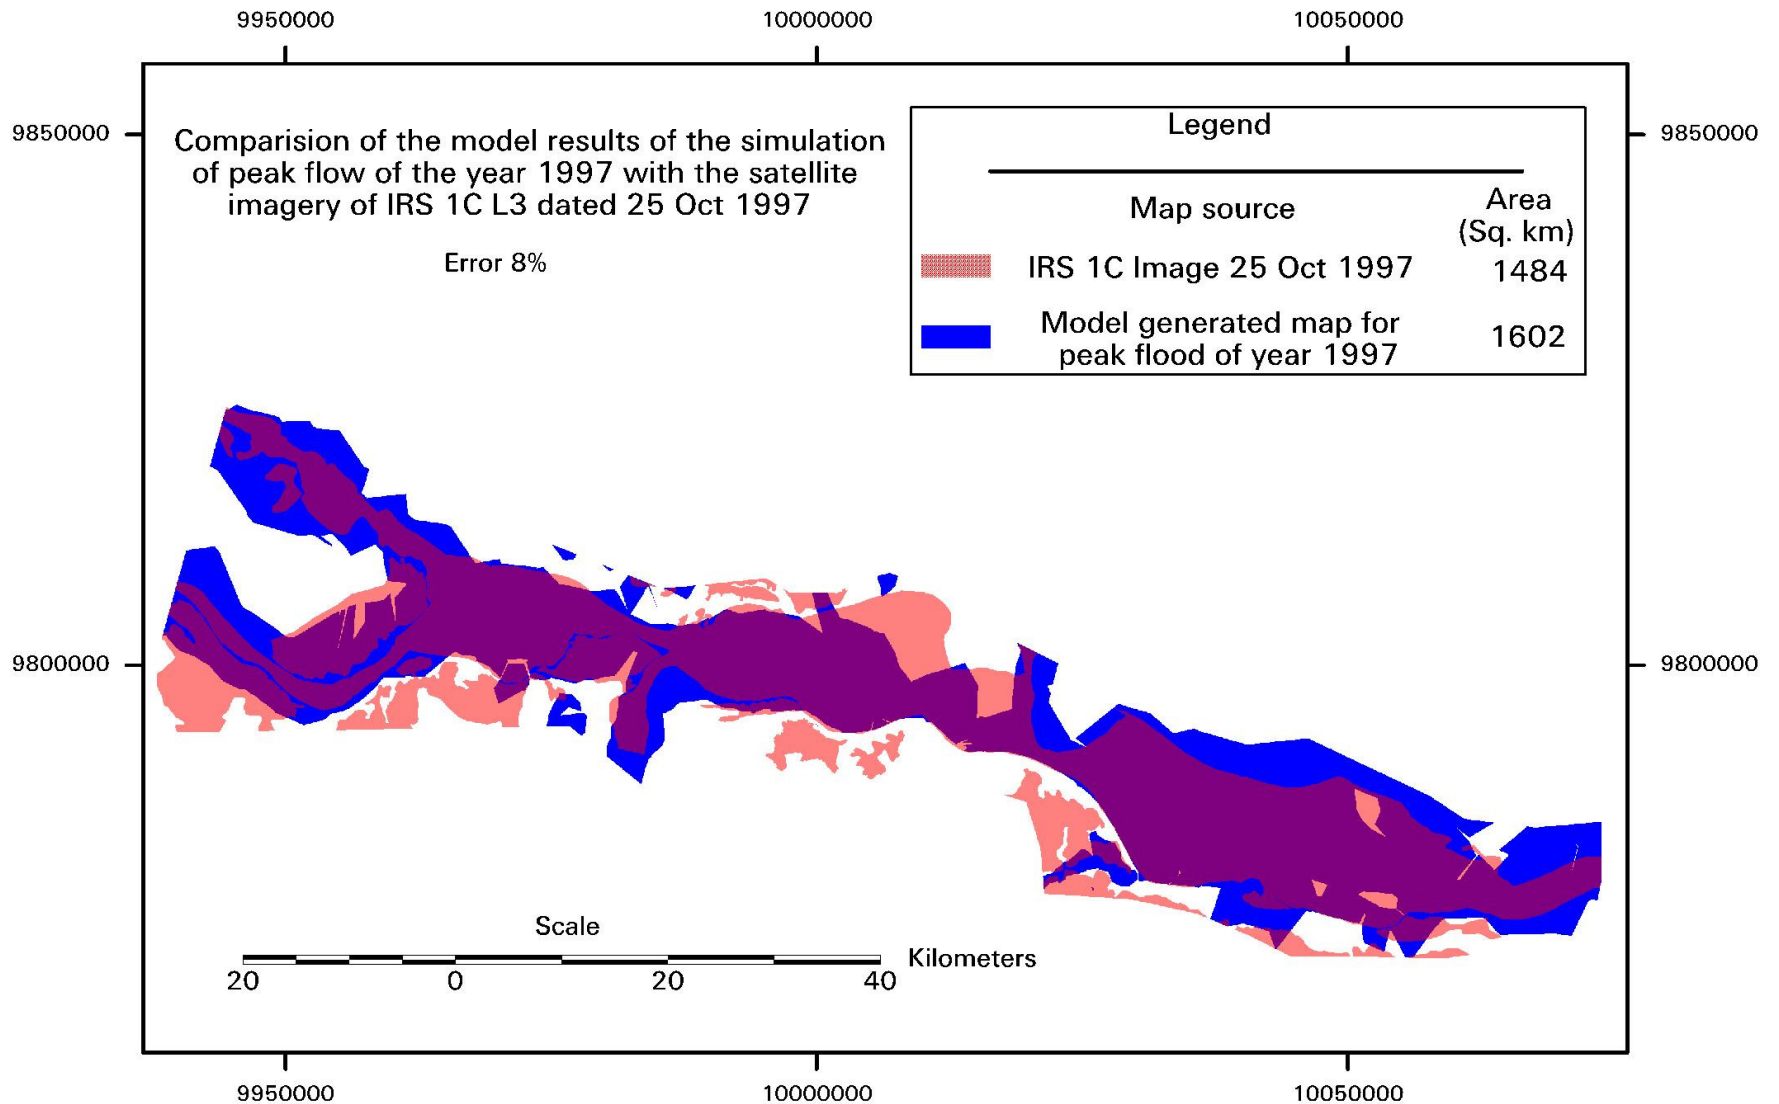 9950000 10000000 10050000
9850000 9850000
Comparision of the model results of the simulation
of peak flow of the year 1997 with the satellite
imagery of IRS 1C L3 dated 25 Oct 1997
Error 8%
Legend
Map source
Area
(Sq. km)
IRS 1C Image 25 Oct 1997 1484
Model generated map for
peak flood of year 1997
1602
9800000 9800000
Scale
Kilometers
20 0 20 40
9950000 10000000 10050000